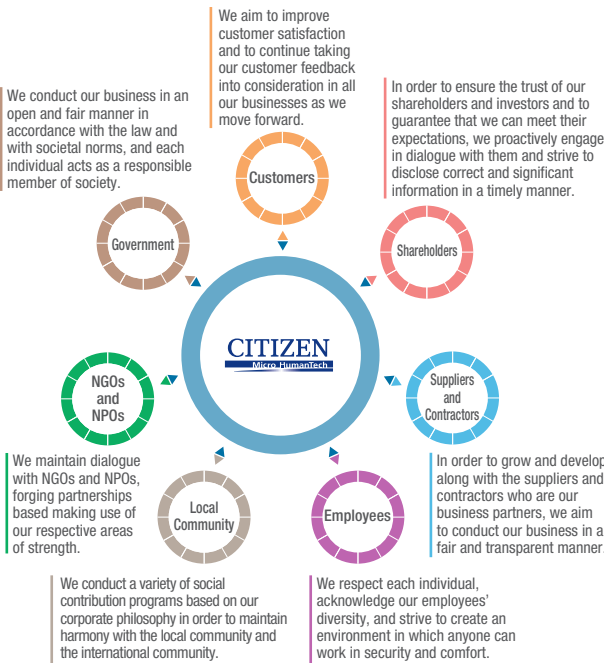 We aim to improve
customer satisfaction
and to continue taking
our customer feedback
into consideration in all
our businesses as we
move forward.
Customers
We conduct our business in an
open and fair manner in
accordance with the law and
with societal norms, and each
individual acts as a responsible
member of society.
Government
In order to ensure the trust of our
shareholders and investors and to
guarantee that we can meet their
expectations, we proactively engage
in dialogue with them and strive to
disclose correct and significant
information in a timely manner.
Shareholders
CITIZEN
Micro HumanTech
NGOs
and
NPOs
We maintain dialogue
with NGOs and NPOs,
forging partnerships
based making use of
our respective areas
of strength.
Suppliers
and
Contractors
In order to grow and develop
along with the suppliers and
contractors who are our
business partners, we aim
to conduct our business in a
fair and transparent manner.
Local
Community
We conduct a variety of social
contribution programs based on our
corporate philosophy in order to maintain
harmony with the local community and
the international community.
Employees
We respect each individual,
acknowledge our employees’
diversity, and strive to create an
environment in which anyone can
work in security and comfort.